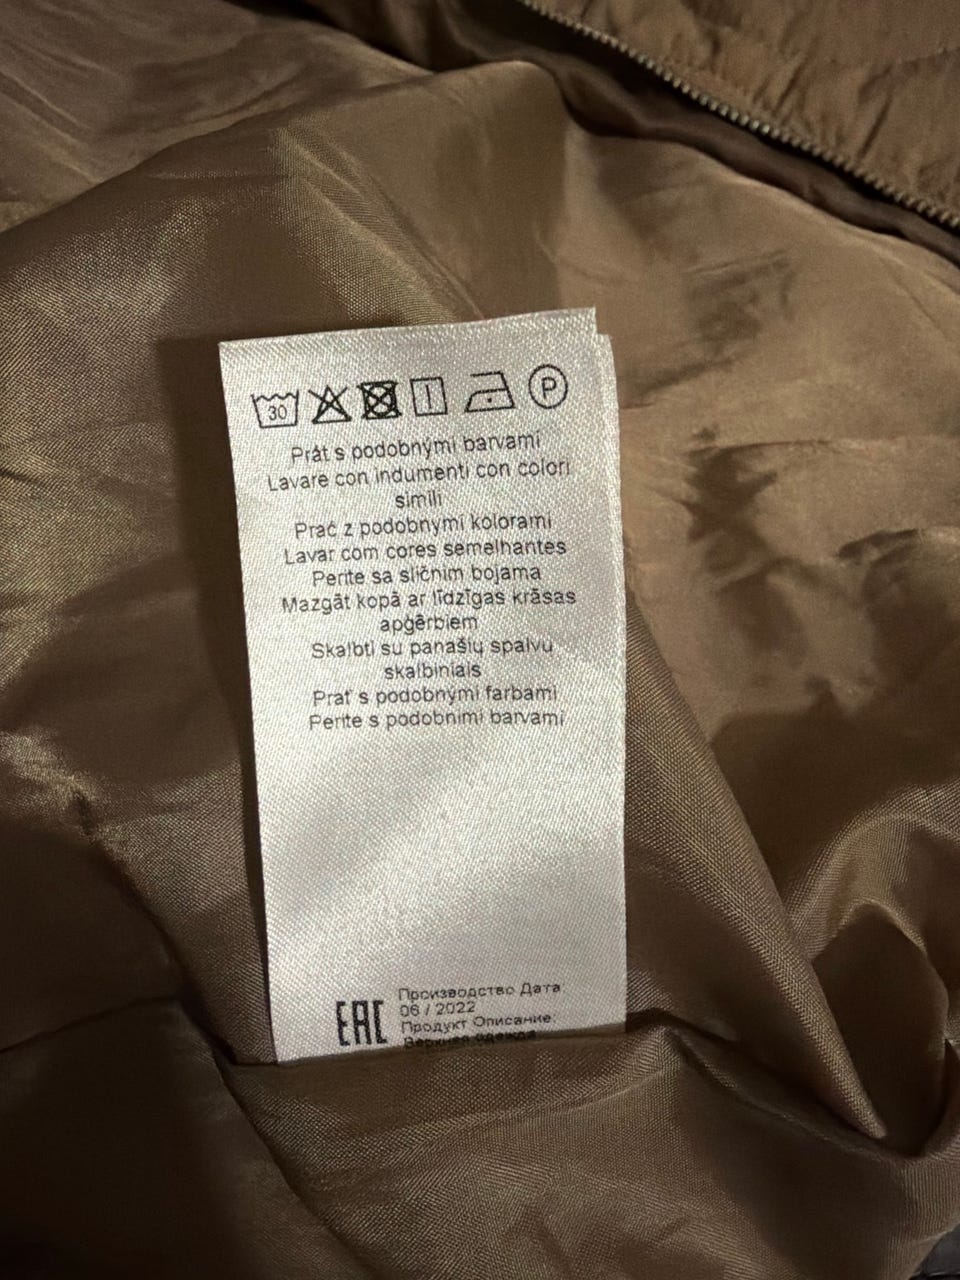 30
P
Prát s podobnými barvami
Lavare con indumenti con colori
simili
Prać z podobnymi kolorami
Lavar com cores semelhantes
Perite sa sličnim bojama
Mazgāt kopā ar līdzīgas krāsas
apģērbiem
Skalbti su panašių spalvų
skalbiniais
Prať s podobnými farbami
Perite s podobnimi barvami
EAC
Производство Дата:
06 / 2022
Продукт Описание:
Верхняя одежда